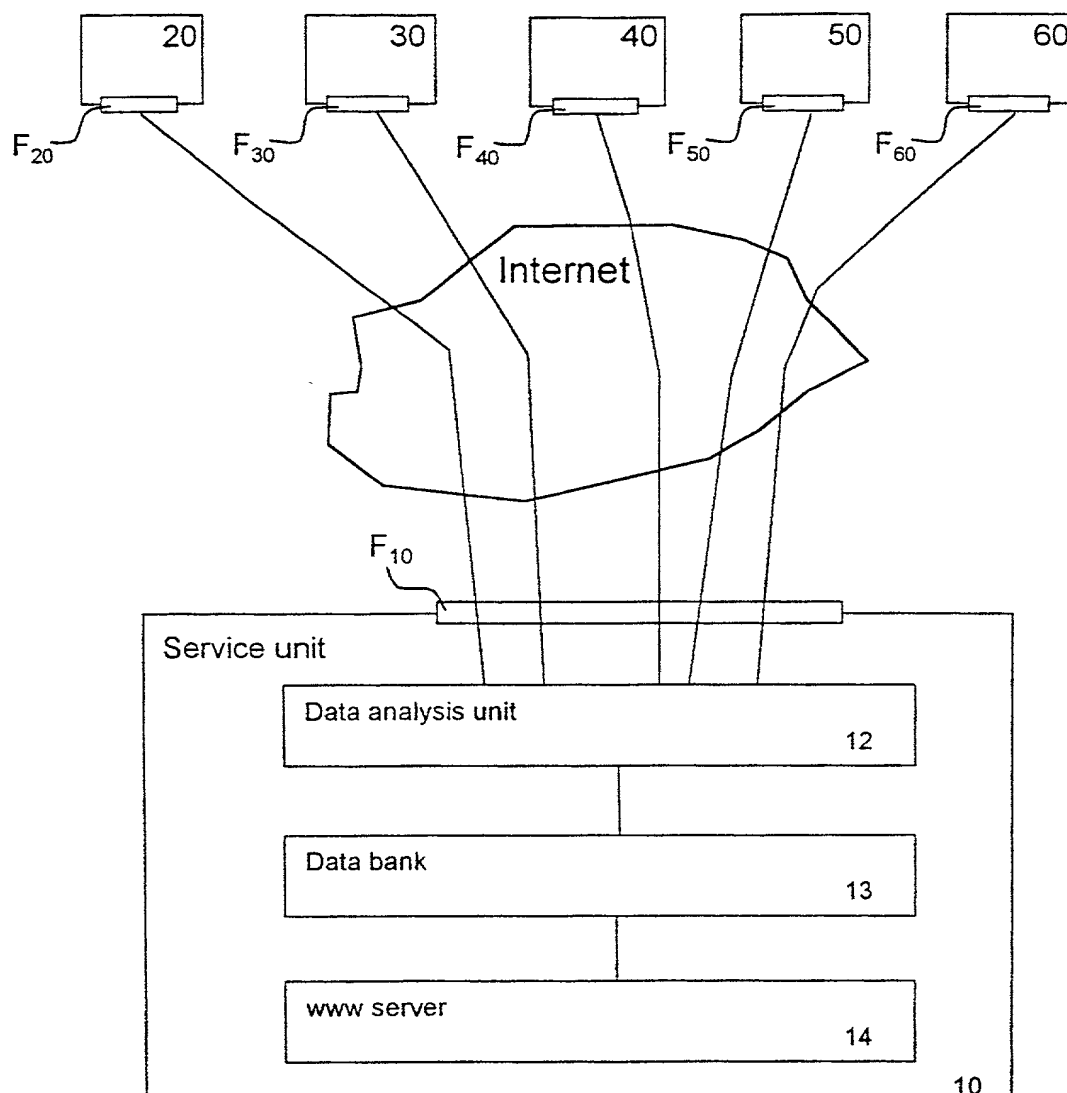 20 30 40 50 60
F20 F30 F40 F50 F60
Internet
F10
Service unit
Data analysis unit
12
Data bank
13
www server
14
10